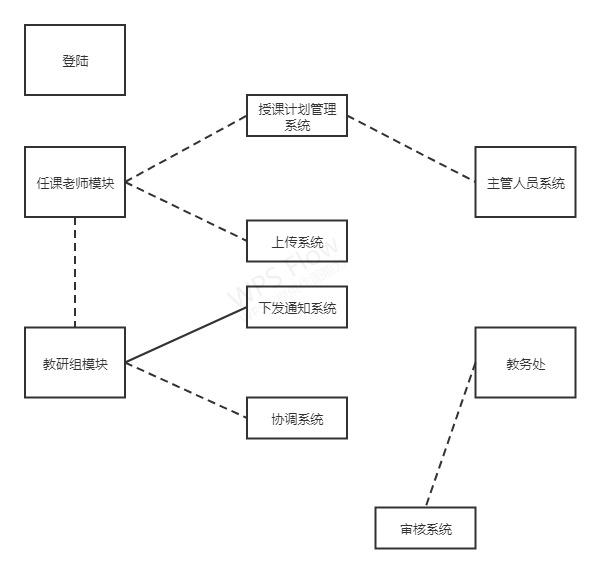 登陆
授课计划管理
系统
任课老师模块
主管人员系统
上传系统
WPS Flow
下发通知系统
教研组模块
教务处
协调系统
审核系统